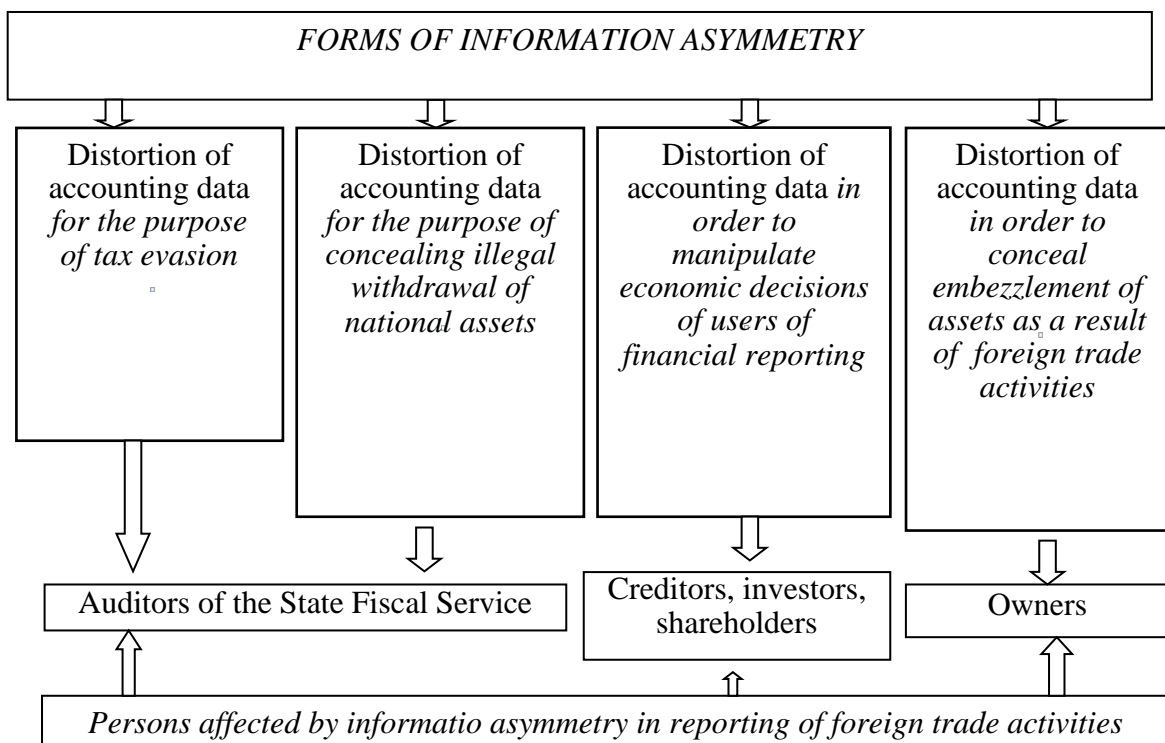 FORMS OF INFORMATION ASYMMETRY
Distortion of
accounting data
for the purpose
of tax evasion
Distortion of
accounting data
for the purpose of
concealing illegal
withdrawal of
national assets
Distortion of
accounting data in
order to
manipulate
economic decisions
of users of
financial reporting
Distortion of
accounting data
in order to
conceal
embezzlement of
assets as a result
of foreign trade
activities
Auditors of the State Fiscal Service
Creditors, investors,
shareholders
Owners
Persons affected by informatio asymmetry in reporting of foreign trade activities